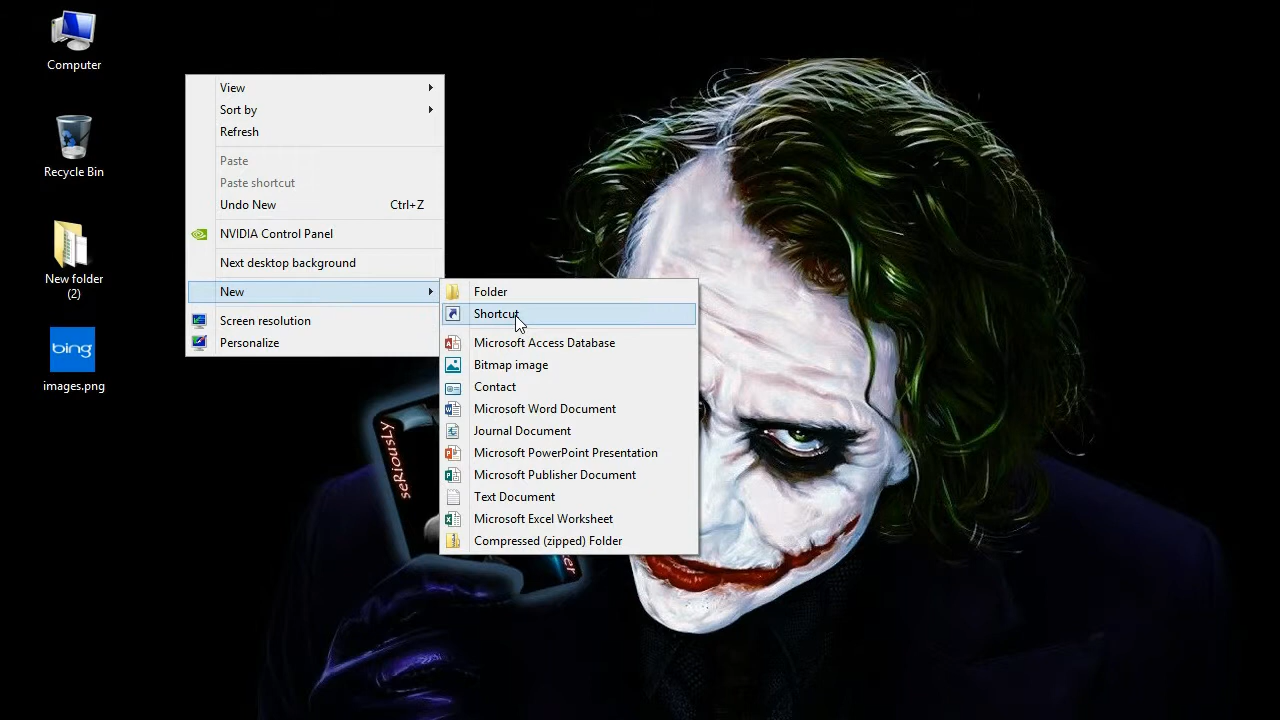 Computer
Recycle Bin
New folder
(2)
bing
images.png
View
Sort by
Refresh
Paste
Paste shortcut
Undo New Ctrl+Z
NVIDIA Control Panel
Next desktop background
New
Screen resolution
Personalize
Folder
Shortcut
Microsoft Access Database
Bitmap image
Contact
Microsoft Word Document
Journal Document
Microsoft PowerPoint Presentation
Microsoft Publisher Document
Text Document
Microsoft Excel Worksheet
Compressed (zipped) Folder
seRiousLy